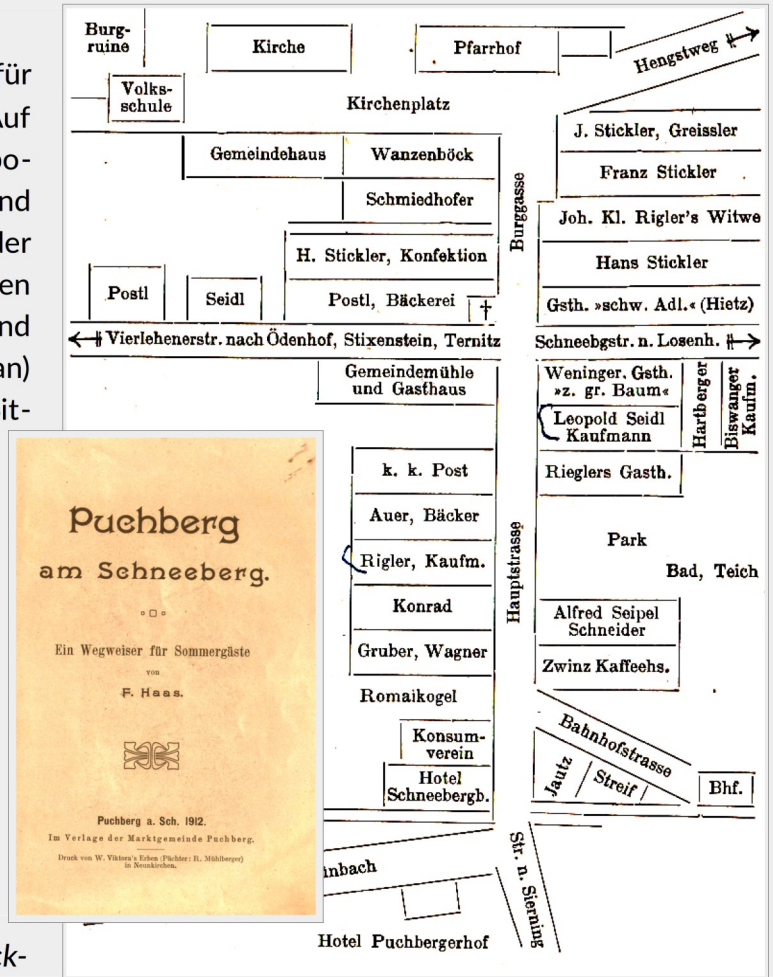 für
Auf
po-
nd
ler
en
nd
an)
it-
ck-
Burg-
ruine
Kirche
Pfarrhof
Hengstweg
Volks-
schule
Kirchenplatz
J. Stickler, Greissler
Gemeindehaus
Wanzenböck
Franz Stickler
Schmiedhofer
Burggasse
Joh. Kl. Rigler's Witwe
H. Stickler, Konfektion
Hans Stickler
Postl
Seidl
Postl, Bäckerei
Gsth. »schw. Adl.« (Hietz)
Vierlehenerstr. nach Ödenhof, Stixenstein, Ternitz
Schneebgstr. n. Losenh.
Gemeindemühle
und Gasthaus
Weninger. Gsth.
»z. gr. Baum«
Hartberger
Biswanger
Kaufm.
Leopold Seidl
Kaufmann
k. k. Post
Rieglers Gasth.
Auer, Bäcker
Hauptstrasse
Park
Rigler, Kaufm.
Bad, Teich
Konrad
Alfred Seipel
Schneider
Gruber, Wagner
Zwinz Kaffeehs.
Romaikogel
Konsum-
verein
Bahnhofstrasse
Hotel
Schneebergb.
Jautz
Streif
Bhf.
inbach
Str. n. Sierning
Hotel Puchbergerhof
Puchberg
am Schneeberg.
Ein Wegweiser für Sommergäste
von
F. Haas.
Puchberg a. Sch. 1912.
Im Verlage der Marktgemeinde Puchberg.
Druck von W. Viktorin's Erben (Pächter: R. Mühlberger)
in Neunkirchen.